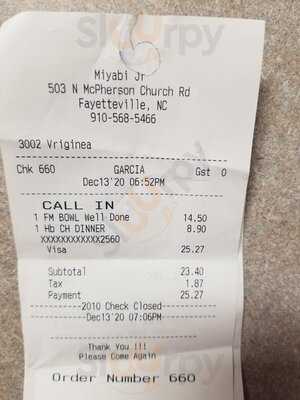 Miyabi Jr
503 N McPherson Church Rd
Fayetteville, NC
910-568-5466
3002 Vriginea
Chk 660 GARCIA Gst 0
Dec13'20 06:52PM
CALL IN
1 FM BOWL Well Done 14.50
1 Hb CH DINNER 8.90
XXXXXXXXXXXX2560
Visa 25.27
Subtotal 23.40
Tax 1.87
Payment 25.27
--------2010 Check Closed--------
--------Dec13'20 07:06PM--------
Thank You !!!
Please Come Again
Order Number 660